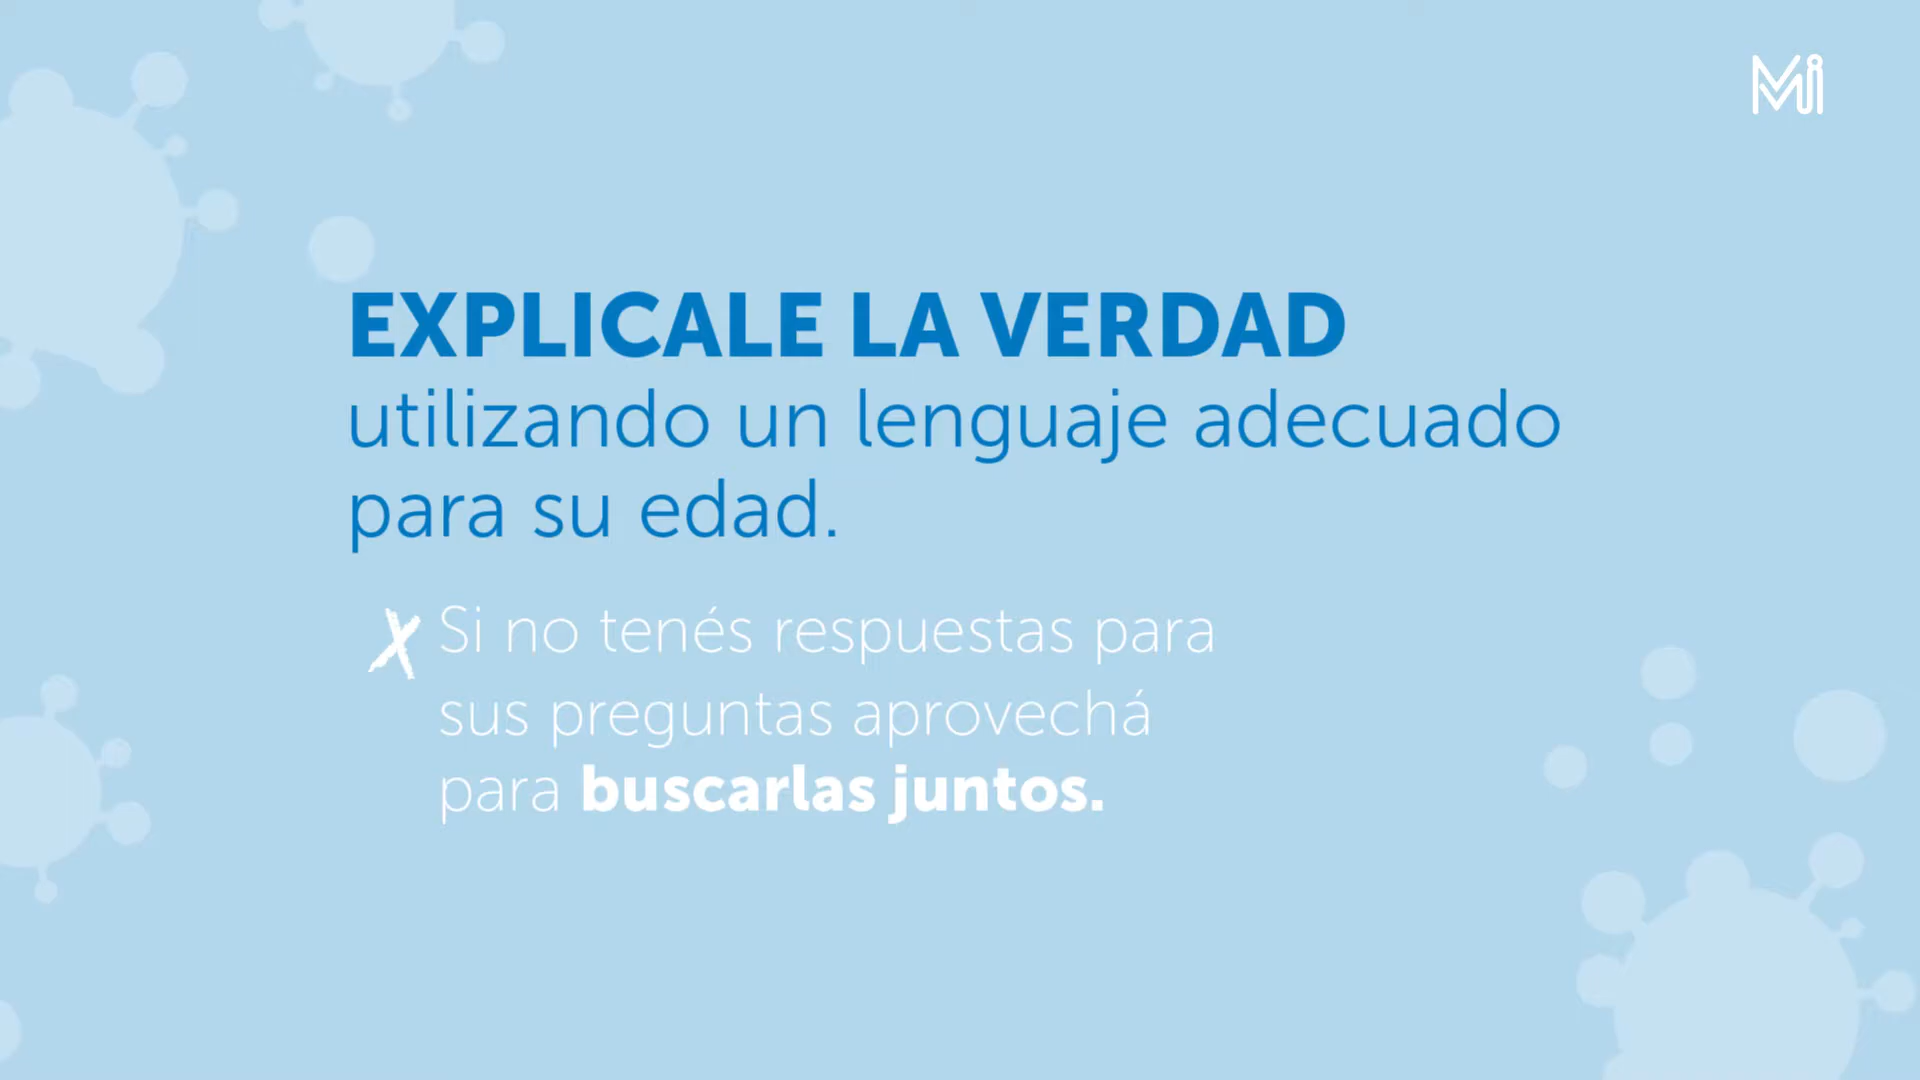 Mi
EXPLICALE LA VERDAD
utilizando un lenguaje adecuado
para su edad.
Si no tenés respuestas para
sus preguntas aprovechá
para buscarlas juntos.